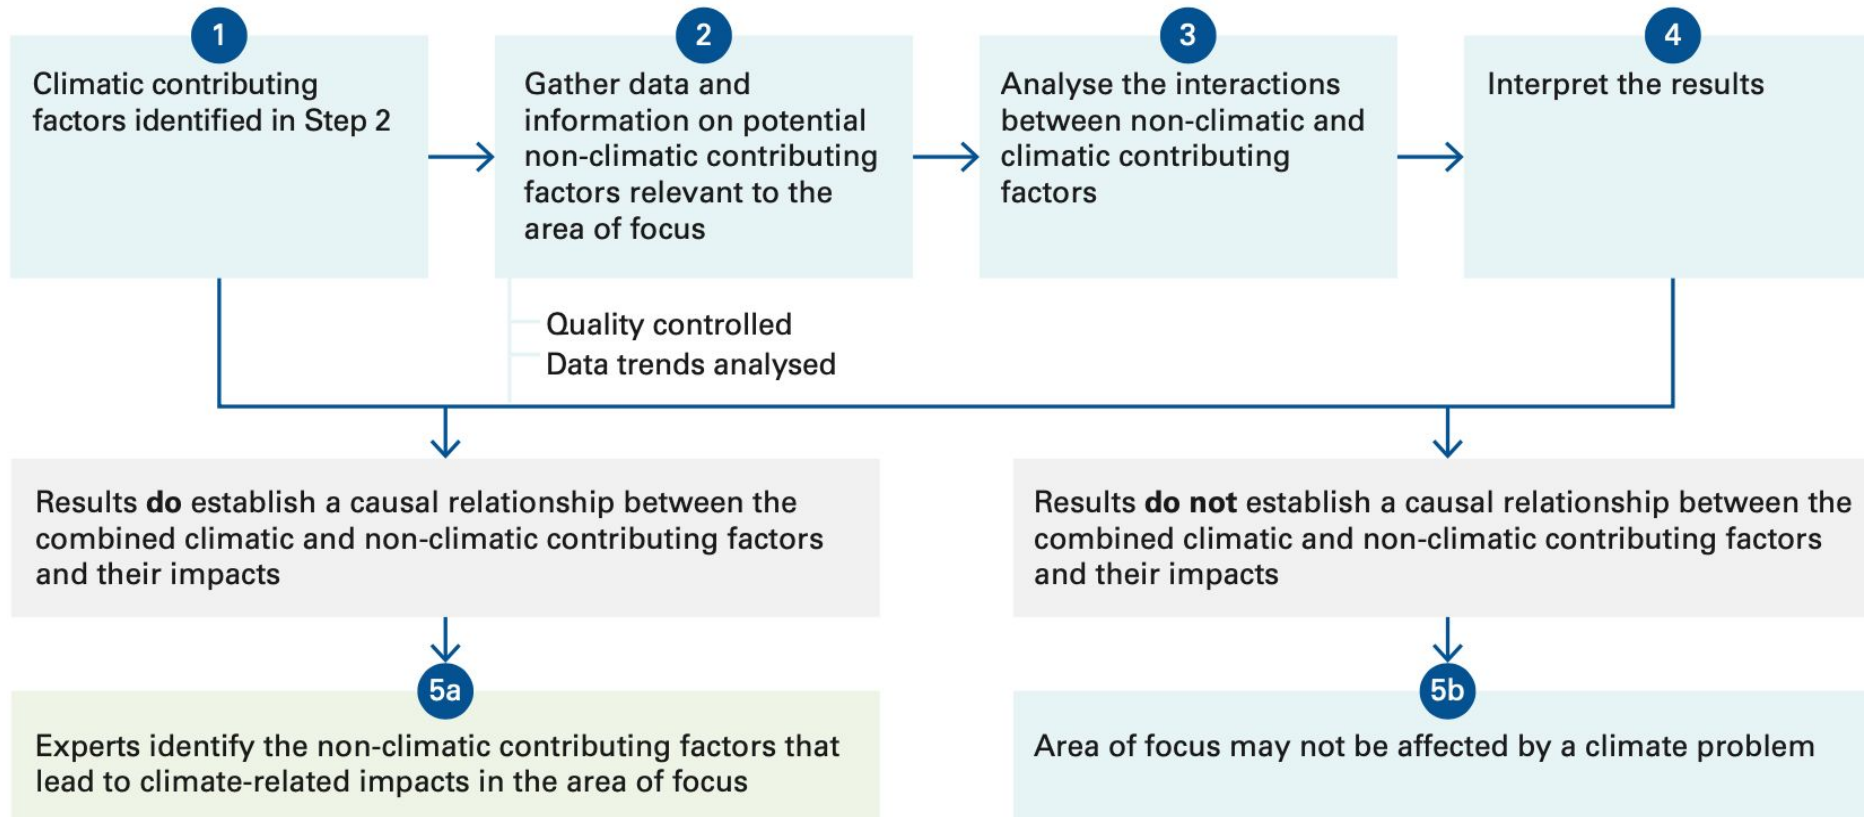 1
Climatic contributing
factors identified in Step 2
2
Gather data and
information on potential
non-climatic contributing
factors relevant to the
area of focus
Quality controlled
Data trends analysed
3
Analyse the interactions
between non-climatic and
climatic contributing
factors
4
Interpret the results
Results do establish a causal relationship between the
combined climatic and non-climatic contributing factors
and their impacts
Results do not establish a causal relationship between the
combined climatic and non-climatic contributing factors
and their impacts
5a
Experts identify the non-climatic contributing factors that
lead to climate-related impacts in the area of focus
5b
Area of focus may not be affected by a climate problem